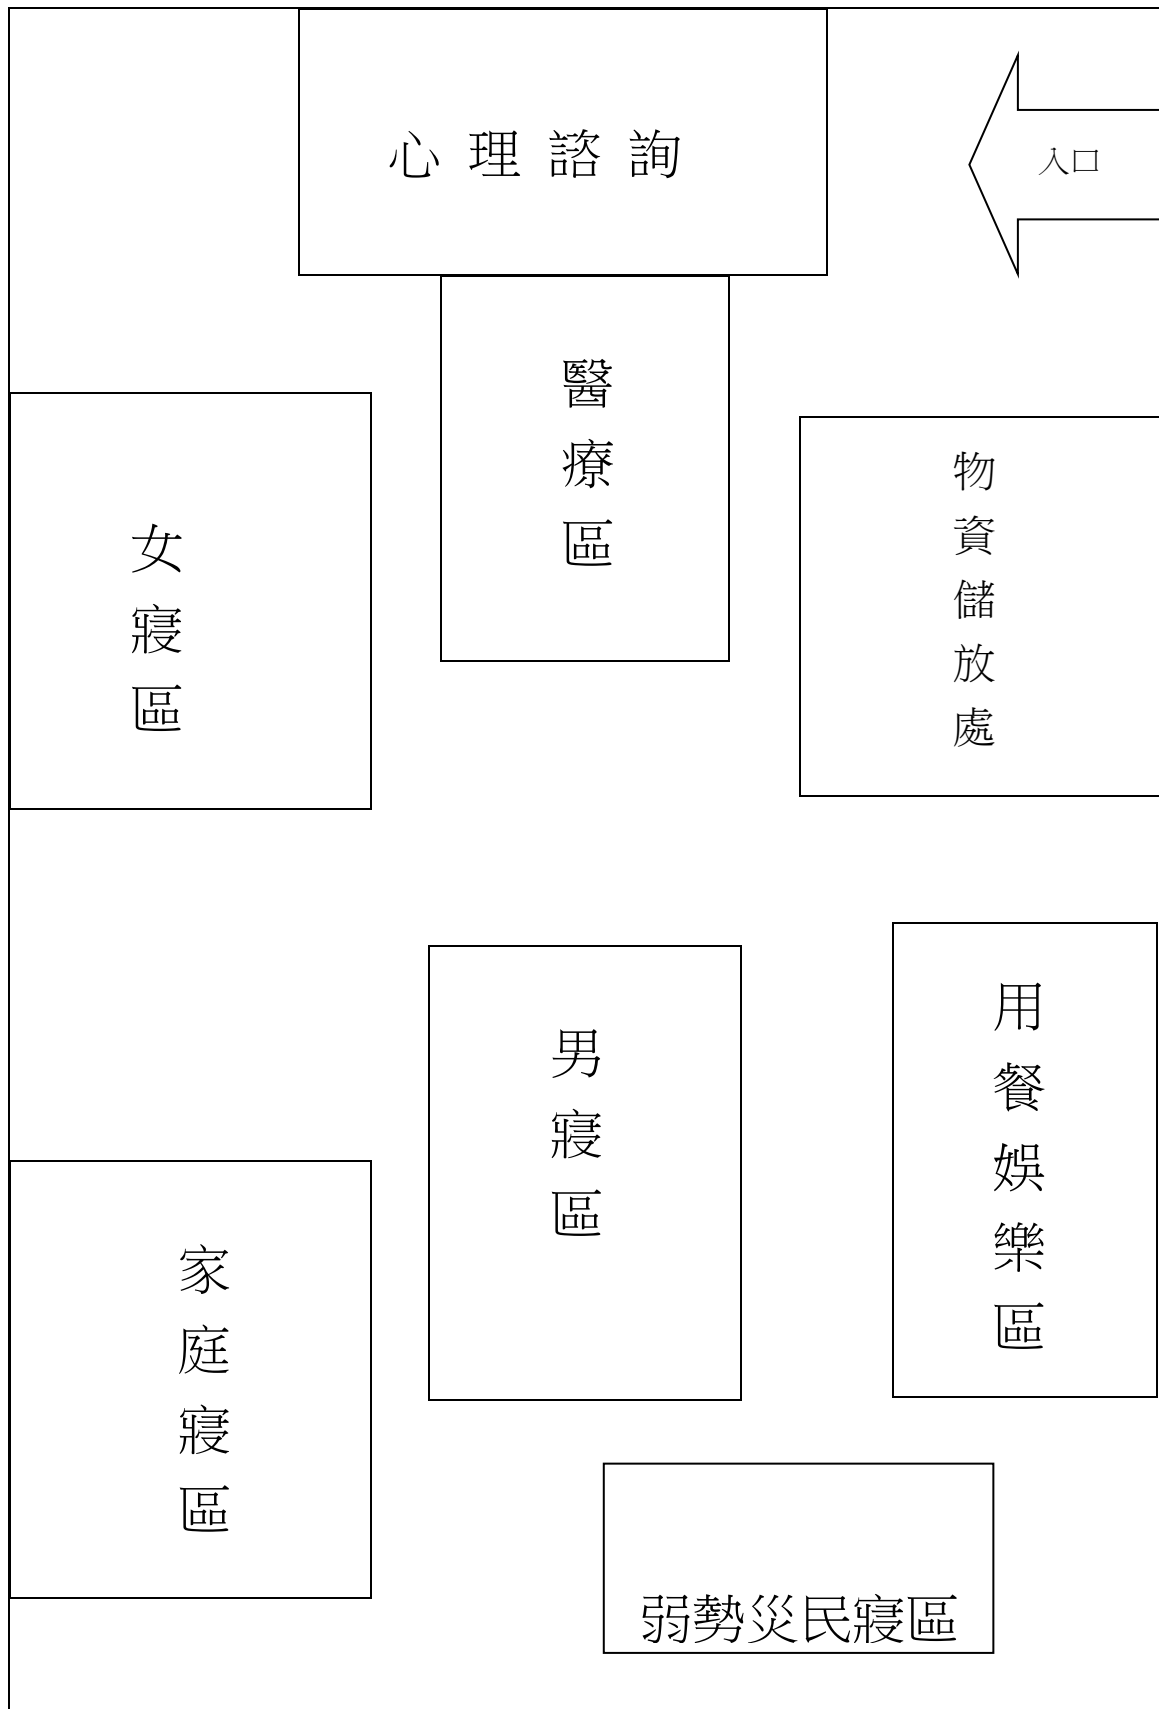 心理諮詢
入口
醫療區
女寢區
物資儲放處
男寢區
用餐娛樂區
家庭寢區
弱勢災民寢區